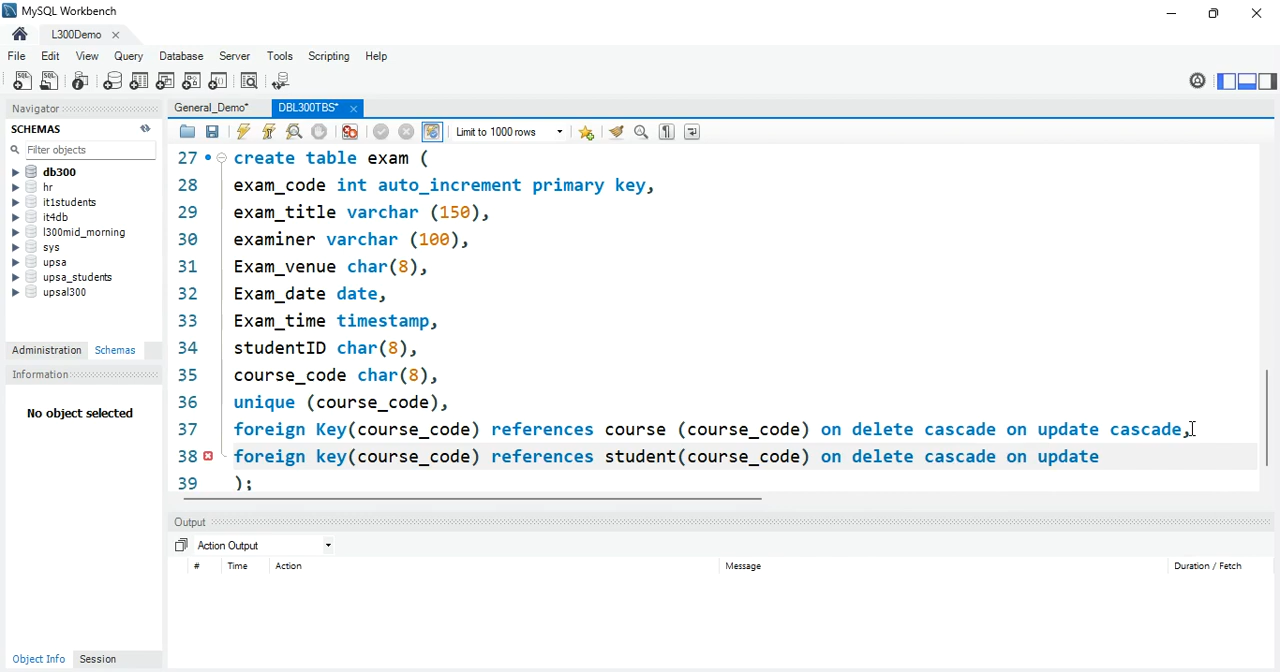 MySQL Workbench
L300Demo
File Edit View Query Database Server Tools Scripting Help
Navigator
General_Demo*
DBL300TBS*
SCHEMAS
Limit to 1000 rows
Filter objects
db300
hr
it1students
it4db
l300mid_morning
sys
upsa
upsa_students
upsal300
Administration Schemas
Information
No object selected
Object Info Session
27 create table exam (
28 exam_code int auto_increment primary key,
29 exam_title varchar (150),
30 examiner varchar (100),
31 Exam_venue char(8),
32 Exam_date date,
33 Exam_time timestamp,
34 studentID char(8),
35 course_code char(8),
36 unique (course_code),
37 foreign Key(course_code) references course (course_code) on delete cascade on update cascade,
38 foreign key(course_code) references student(course_code) on delete cascade on update
39 );
Output
Action Output
# Time Action Message Duration / Fetch